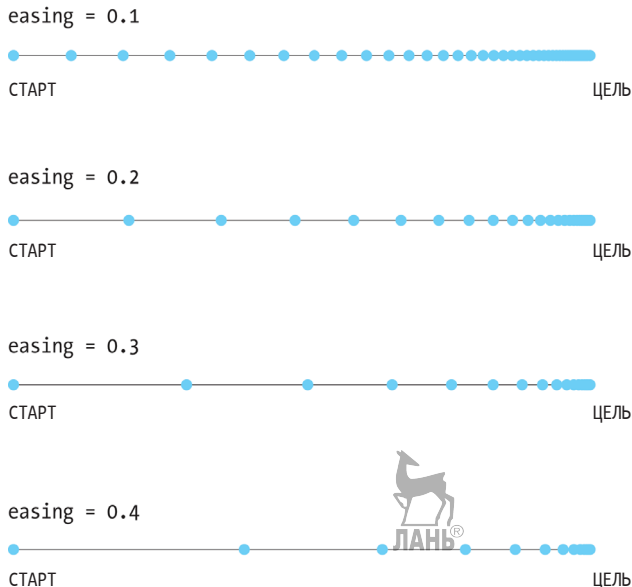 easing = 0.1
СТАРТ ЦЕЛЬ
easing = 0.2
СТАРТ ЦЕЛЬ
easing = 0.3
СТАРТ ЦЕЛЬ
easing = 0.4
ЛАНЬ®
СТАРТ ЦЕЛЬ